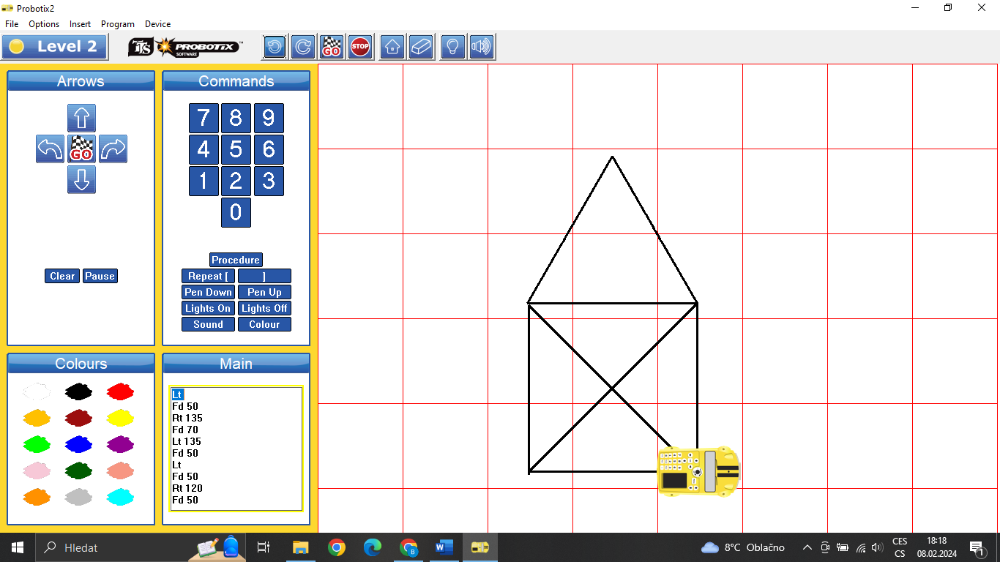 Probotix2
File Options Insert Program Device
Level 2
ITS PROBOTIX™
SOFTWARE
GO STOP
Arrows
GO
Clear Pause
Commands
7 8 9
4 5 6
1 2 3
0
Procedure
Repeat [ ]
Pen Down Pen Up
Lights On Lights Off
Sound Colour
Colours
Main
Lt
Fd 50
Rt 135
Fd 70
Lt 135
Fd 50
Lt
Fd 50
Rt 120
Fd 50
Hledat
B
W
8°C Oblačno
CES
CS
18:18
08.02.2024
1